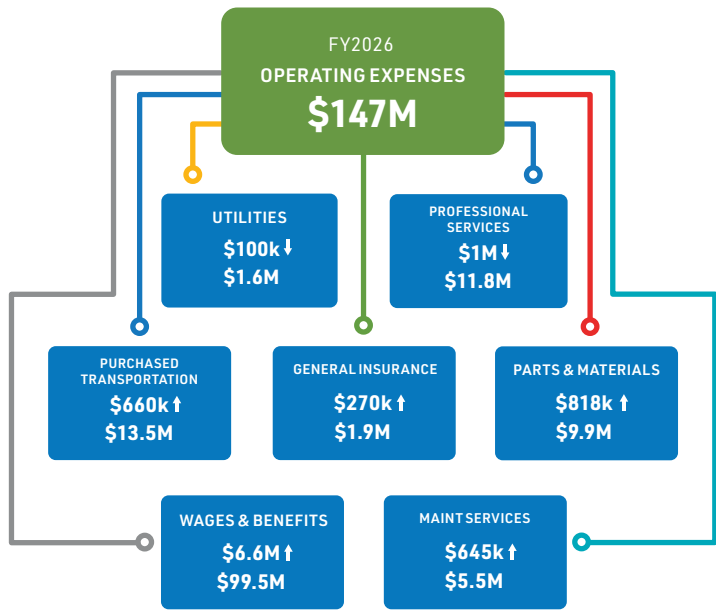 FY2026
OPERATING EXPENSES
$147M
UTILITIES
$100k ⬇
$1.6M
PROFESSIONAL
SERVICES
$1M ⬇
$11.8M
PURCHASED
TRANSPORTATION
$660k ⬆
$13.5M
GENERAL INSURANCE
$270k ⬆
$1.9M
PARTS & MATERIALS
$818k ⬆
$9.9M
WAGES & BENEFITS
$6.6M ⬆
$99.5M
MAINT SERVICES
$645k ⬆
$5.5M